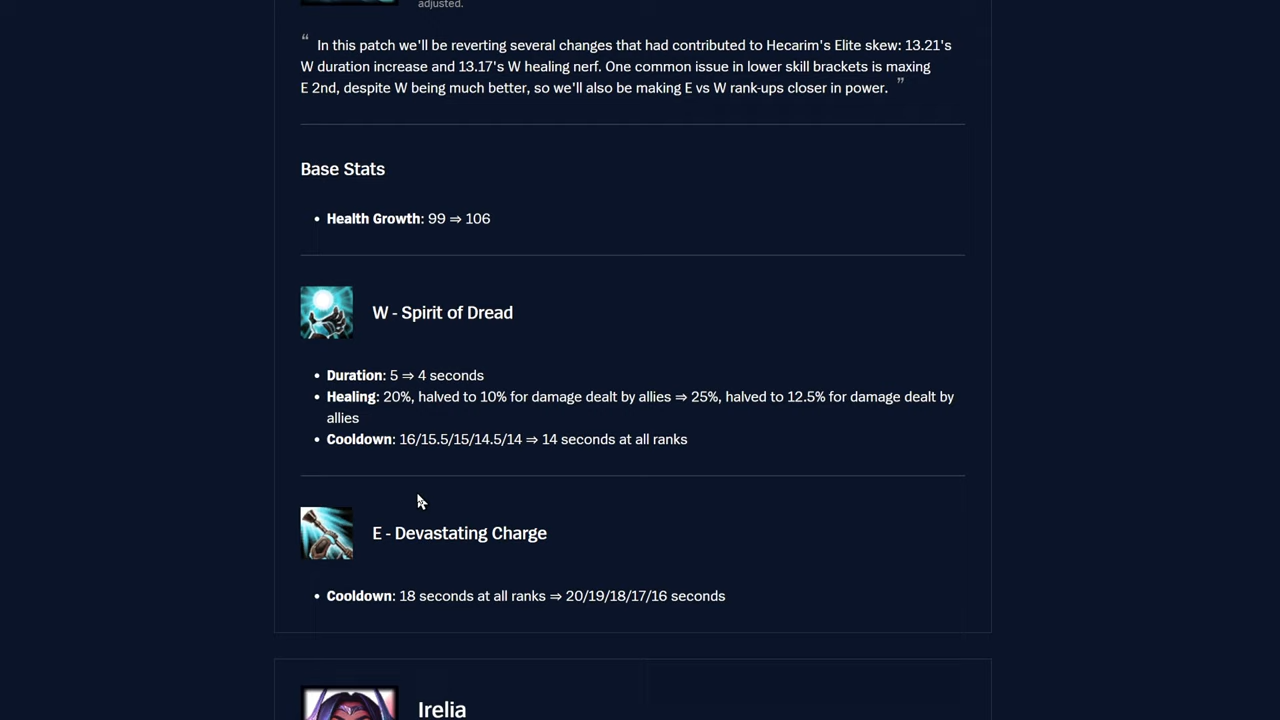 adjusted.
“ In this patch we'll be reverting several changes that had contributed to Hecarim's Elite skew: 13.21's
W duration increase and 13.17's W healing nerf. One common issue in lower skill brackets is maxing
E 2nd, despite W being much better, so we'll also be making E vs W rank-ups closer in power. ”
Base Stats
• Health Growth: 99 ⇒ 106
W - Spirit of Dread
• Duration: 5 ⇒ 4 seconds
• Healing: 20%, halved to 10% for damage dealt by allies ⇒ 25%, halved to 12.5% for damage dealt by
allies
• Cooldown: 16/15.5/15/14.5/14 ⇒ 14 seconds at all ranks
E - Devastating Charge
• Cooldown: 18 seconds at all ranks ⇒ 20/19/18/17/16 seconds
Irelia